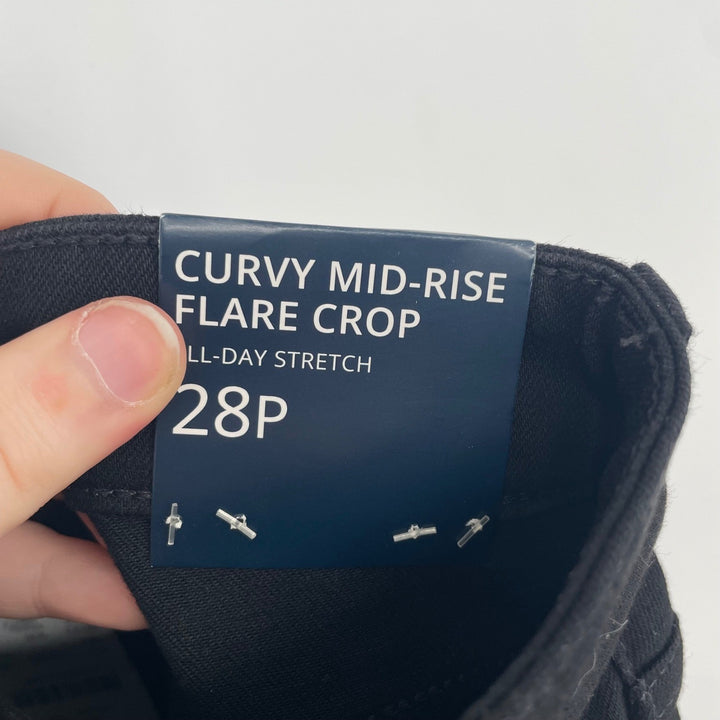 CURVY MID-RISE
FLARE CROP
LL-DAY STRETCH
28P